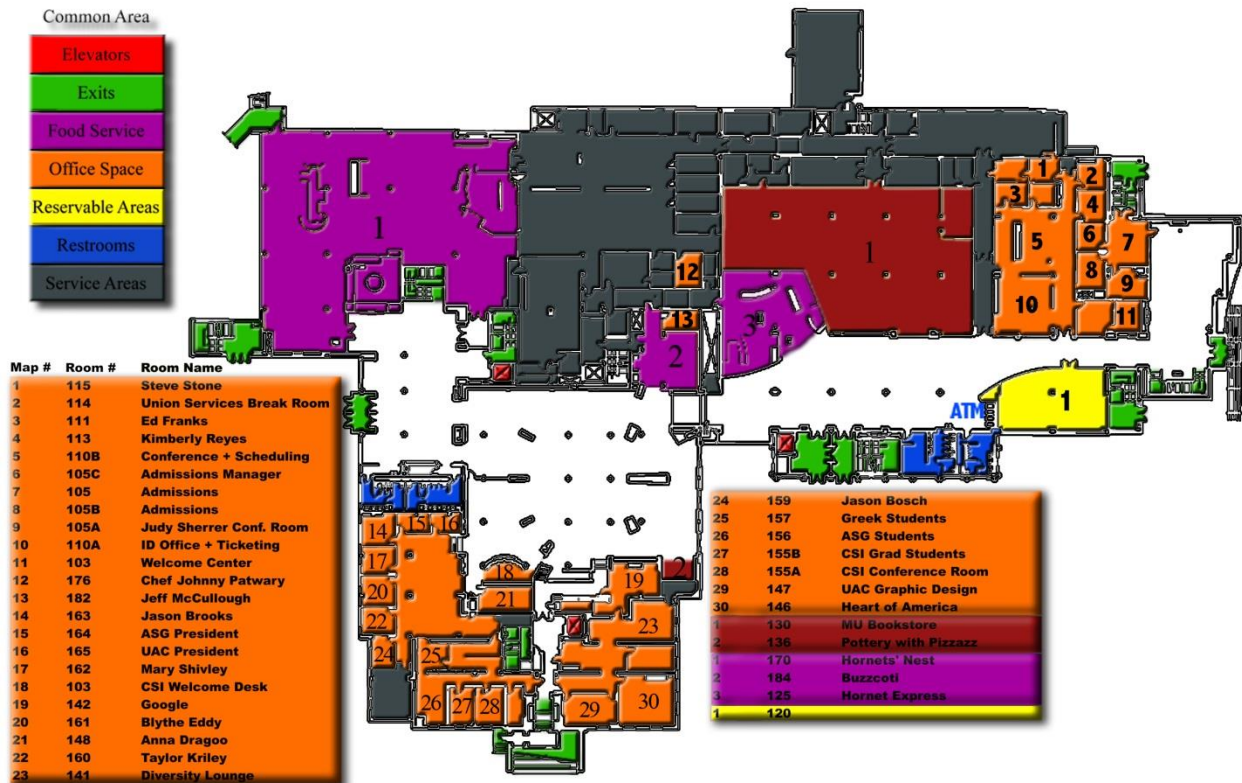 Common Area
Elevators
Exits
Food Service
Office Space
Reservable Areas
Restrooms
Service Areas
1
1
3
2
4
5
6
7
8
9
10
11
12
13
1
2
3
1
ATM
1
Map # Room # Room Name
1 115 Steve Stone
2 114 Union Services Break Room
3 111 Ed Franks
4 113 Kimberly Reyes
5 110B Conference + Scheduling
6 105C Admissions Manager
7 105 Admissions
8 105B Admissions
9 105A Judy Sherrer Conf. Room
10 110A ID Office + Ticketing
11 103 Welcome Center
12 176 Chef Johnny Patwary
13 182 Jeff McCullough
14 163 Jason Brooks
15 164 ASG President
16 165 UAC President
17 162 Mary Shivley
18 103 CSI Welcome Desk
19 142 Google
20 161 Blythe Eddy
21 148 Anna Dragoo
22 160 Taylor Kriley
23 141 Diversity Lounge
14
15
16
17
18
19
2
20
21
22
23
24
25
26
27
28
29
30
24 159 Jason Bosch
25 157 Greek Students
26 156 ASG Students
27 155B CSI Grad Students
28 155A CSI Conference Room
29 147 UAC Graphic Design
30 146 Heart of America
1 130 MU Bookstore
2 136 Pottery with Pizzazz
1 170 Hornets' Nest
2 184 Buzzcoti
3 125 Hornet Express
1 120